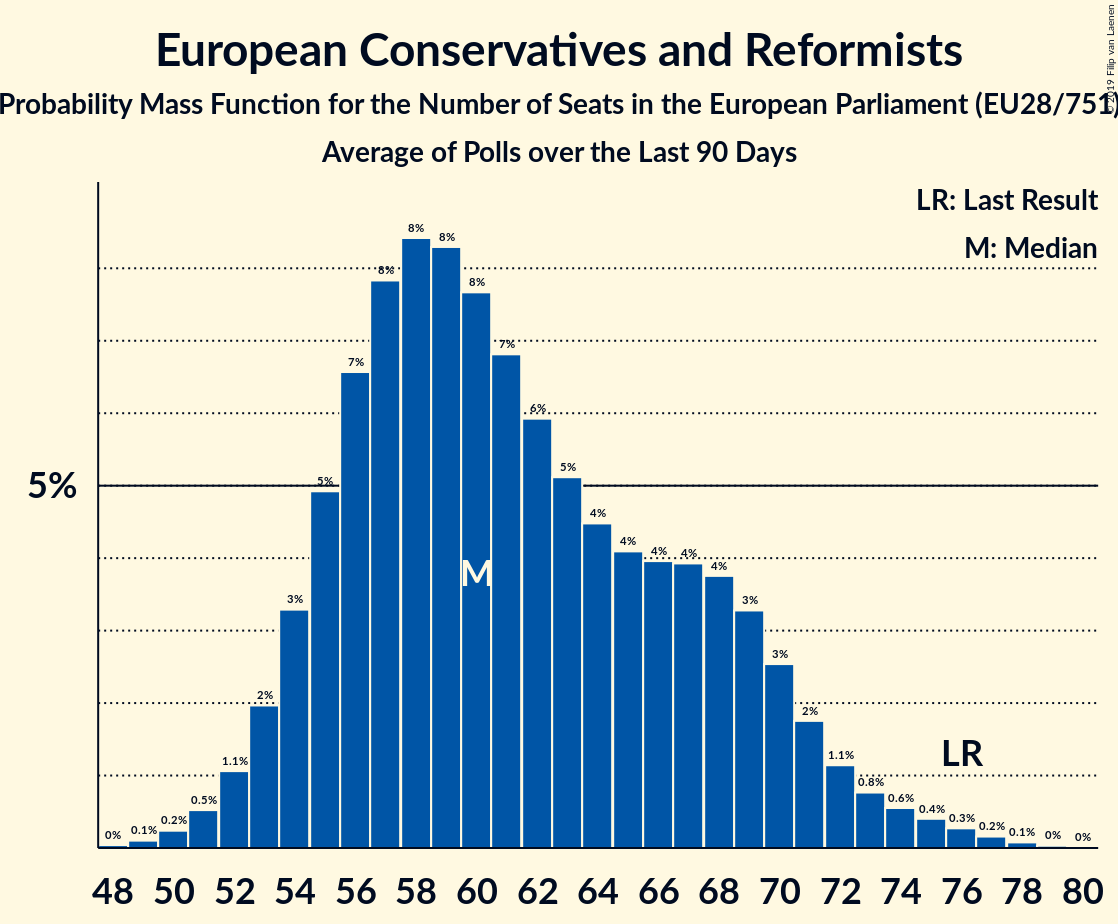 European Conservatives and Reformists
Probability Mass Function for the Number of Seats in the European Parliament (EU28/751)
Average of Polls over the Last 90 Days
© 2019 Filip van Laenen
LR: Last Result
M: Median
5%
0% 0.1% 0.2% 0.5% 1.1% 2% 3% 5% 7% 8% 8% 8% 8% 7% 6% 5% 4% 4% 4% 4% 4% 3% 3% 2% 1.1% 0.8% 0.6% 0.4% 0.3% 0.2% 0.1% 0% 0%
M
LR
48 50 52 54 56 58 60 62 64 66 68 70 72 74 76 78 80